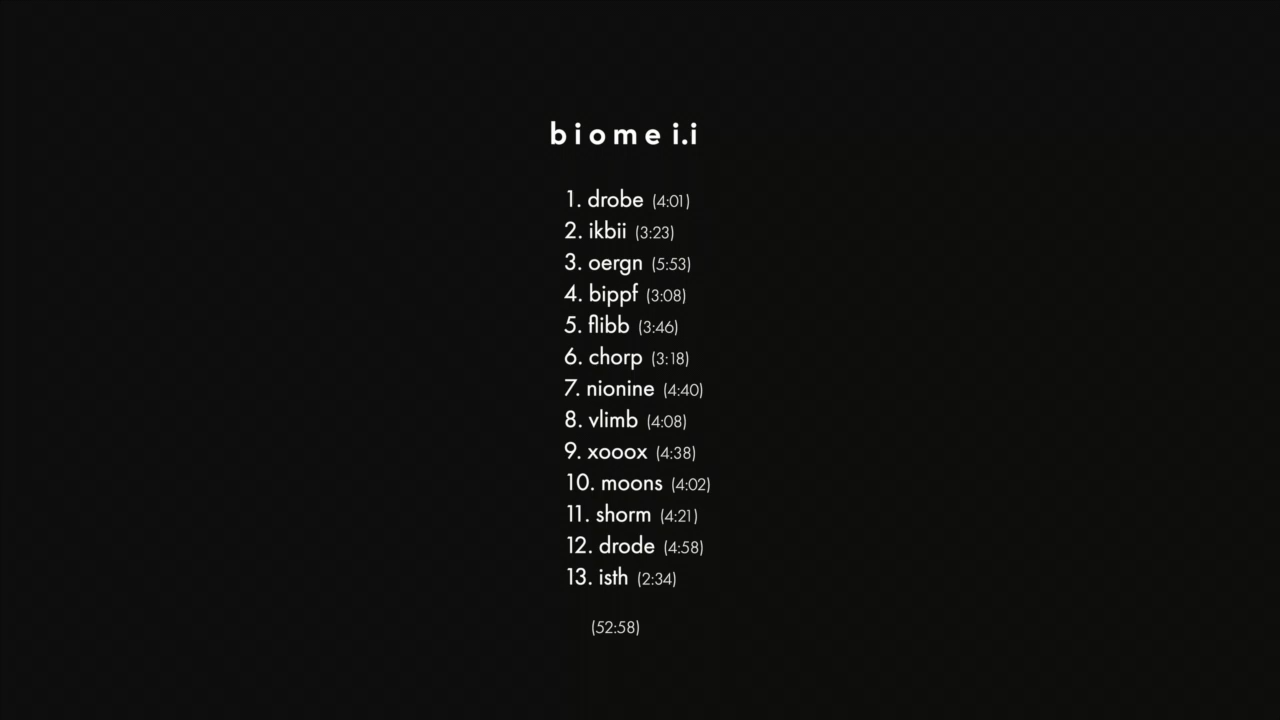 biome i.i
1. drobe (4:01)
2. ikbii (3:23)
3. oergn (5:53)
4. bippf (3:08)
5. flibb (3:46)
6. chorp (3:18)
7. nionine (4:40)
8. vlimb (4:08)
9. xooox (4:38)
10. moons (4:02)
11. shorm (4:21)
12. drode (4:58)
13. isth (2:34)
(52:58)